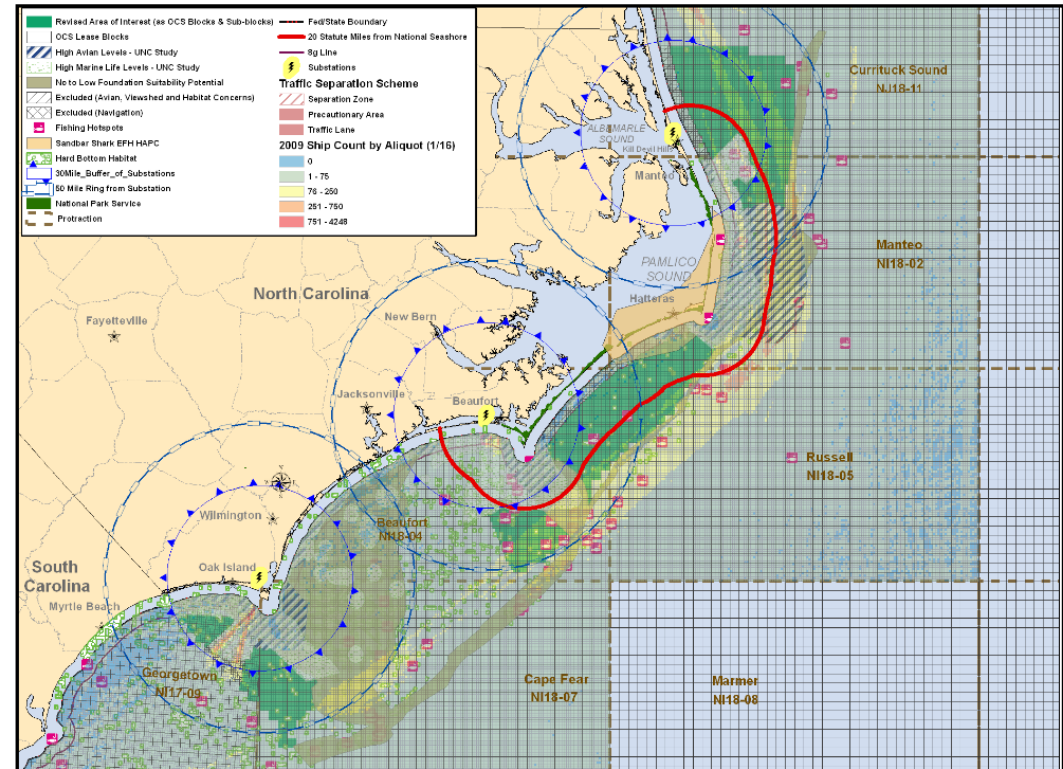 Revised Area of Interest (as OCS Blocks & Sub-blocks)
OCS Lease Blocks
High Avian Levels - UNC Study
High Marine Life Levels - UNC Study
No to Low Foundation Suitability Potential
Excluded (Avian, Viewshed and Habitat Concerns)
Excluded (Navigation)
Fishing Hotspots
Sandbar Shark EFH HAPC
Hard Bottom Habitat
30Mile_Buffer_of_Substations
50 Mile Ring from Substation
National Park Service
Protraction
Fed/State Boundary
20 Statute Miles from National Seashore
8g Line
Substations
Traffic Separation Scheme
Separation Zone
Precautionary Area
Traffic Lane
2009 Ship Count by Aliquot (1/16)
0
1 - 75
76 - 250
251 - 750
751 - 4248
Currituck Sound
NJ18-11
ALBEMARLE
SOUND
Kill Devil Hills
Manteo
Manteo
NI18-02
PAMLICO
SOUND
Hatteras
North Carolina
Fayetteville
New Bern
Jacksonville
Beaufort
Russell
NI18-05
Wilmington
Beaufort
NI18-04
Oak Island
South
Carolina
Myrtle Beach
Georgetown
NI17-09
Cape Fear
NI18-07
Marmer
NI18-08